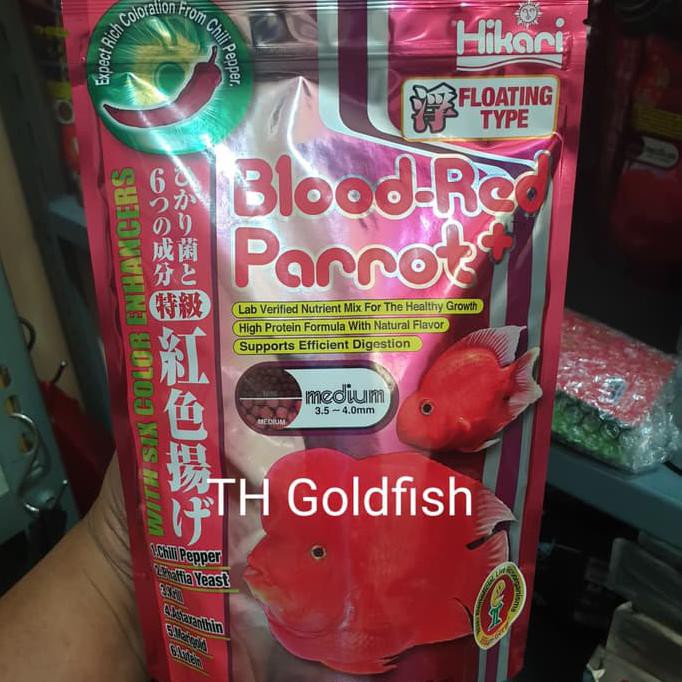 Expect Rich Coloration From Chili Pepper.
Hikari
浮 FLOATING
TYPE
Blood-Red
Parrot+
Lab Verified Nutrient Mix For The Healthy Growth
High Protein Formula With Natural Flavor
Supports Efficient Digestion
medium
3.5~4.0mm
MEDIUM
WITH SIX COLOR ENHANCERS
ひかり菌と
6つの成分
特級
紅色揚げ
TH Goldfish
1.Chili Pepper
2.Phaffia Yeast
3.Krill
4.Astaxanthin
5.Marigold
6.Lutein